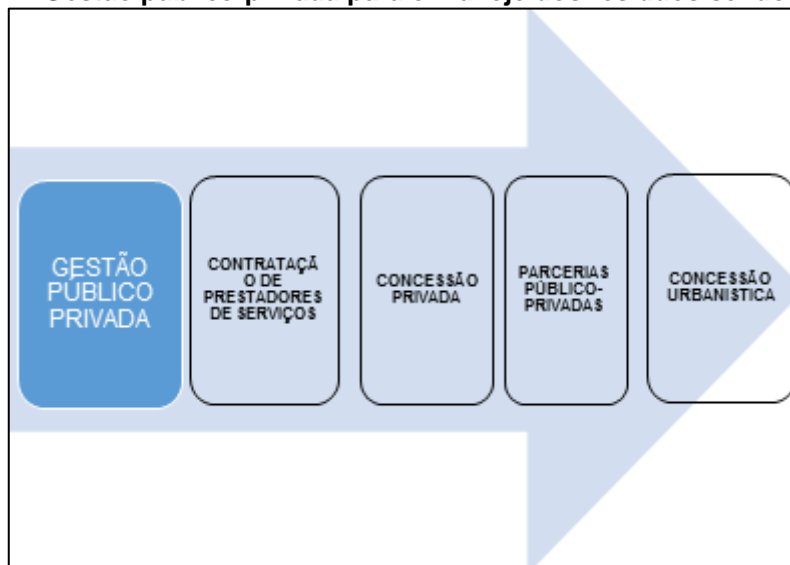 GESTÃO
PÚBLICO
PRIVADA
CONTRATAÇÃ
O DE
PRESTADORES
DE SERVIÇOS
CONCESSÃO
PRIVADA
PARCERIAS
PÚBLICO-
PRIVADAS
CONCESSÃO
URBANISTICA